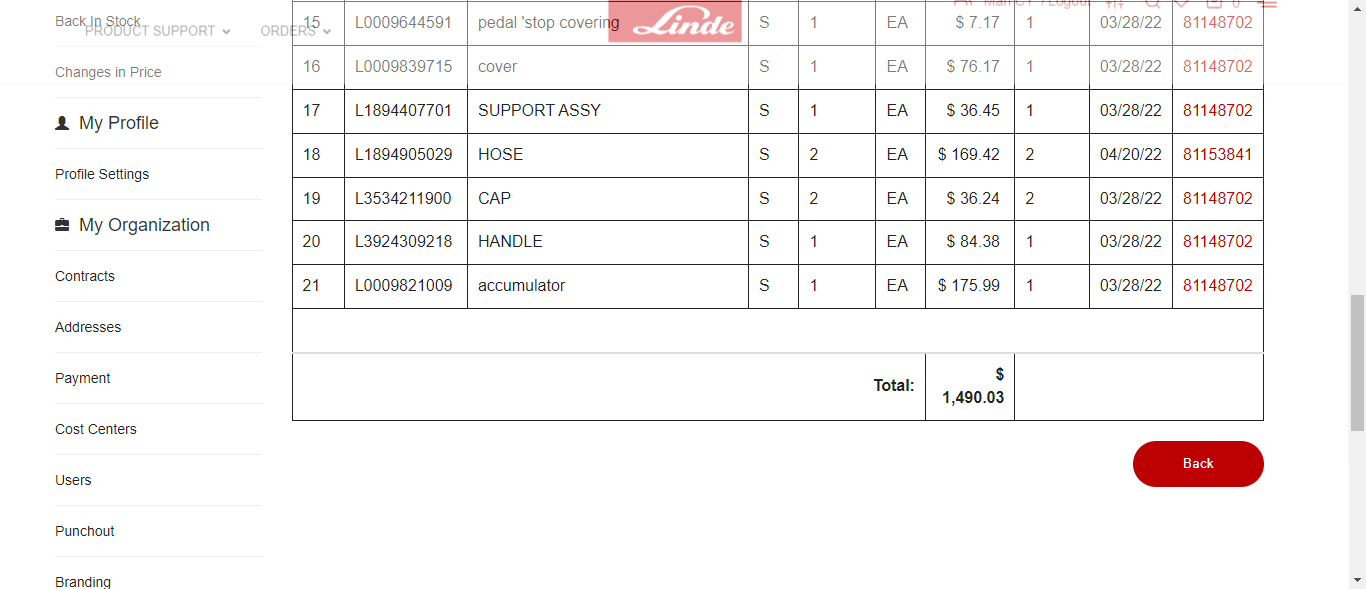 Back In Stock
PRODUCT SUPPORT
ORDERS
Linde
Changes in Price
My Profile
Profile Settings
My Organization
Contracts
Addresses
Payment
Cost Centers
Users
Punchout
Branding
15 L0009644591 pedal 'stop covering S 1 EA $ 7.17 1 03/28/22 81148702
16 L0009839715 cover S 1 EA $ 76.17 1 03/28/22 81148702
17 L1894407701 SUPPORT ASSY S 1 EA $ 36.45 1 03/28/22 81148702
18 L1894905029 HOSE S 2 EA $ 169.42 2 04/20/22 81153841
19 L3534211900 CAP S 2 EA $ 36.24 2 03/28/22 81148702
20 L3924309218 HANDLE S 1 EA $ 84.38 1 03/28/22 81148702
21 L0009821009 accumulator S 1 EA $ 175.99 1 03/28/22 81148702
Total: $
1,490.03
Back